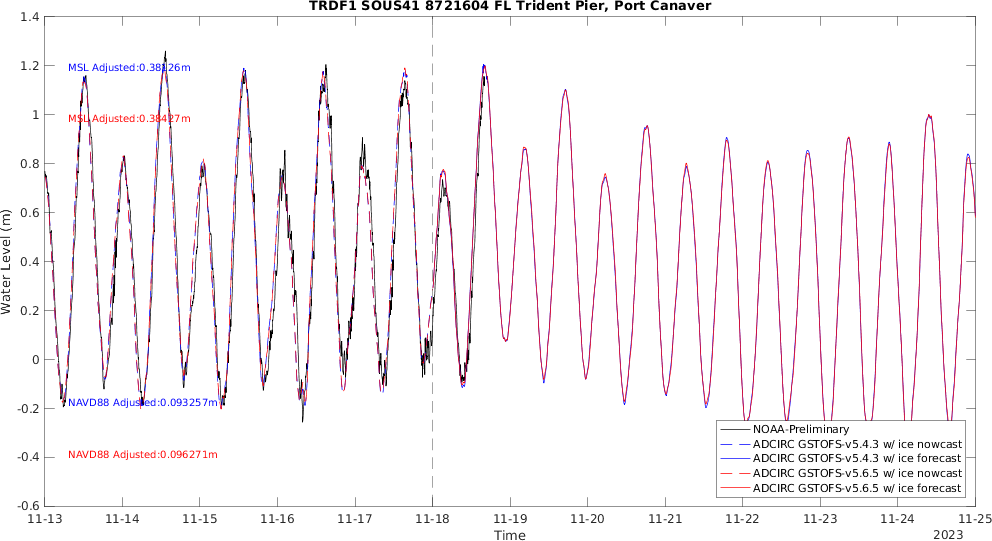 TRDF1 SOUS41 8721604 FL Trident Pier, Port Canaver
1.4
1.2
1
0.8
0.6
0.4
0.2
0
-0.2
-0.4
-0.6
Water Level (m)
MSL Adjusted:0.38126m
MSL Adjusted:0.38427m
NAVD88 Adjusted:0.093257m
NAVD88 Adjusted:0.096271m
NOAA-Preliminary
ADCIRC GSTOFS-v5.4.3 w/ ice nowcast
ADCIRC GSTOFS-v5.4.3 w/ ice forecast
ADCIRC GSTOFS-v5.6.5 w/ ice nowcast
ADCIRC GSTOFS-v5.6.5 w/ ice forecast
11-13 11-14 11-15 11-16 11-17 11-18 11-19 11-20 11-21 11-22 11-23 11-24 11-25
Time
2023